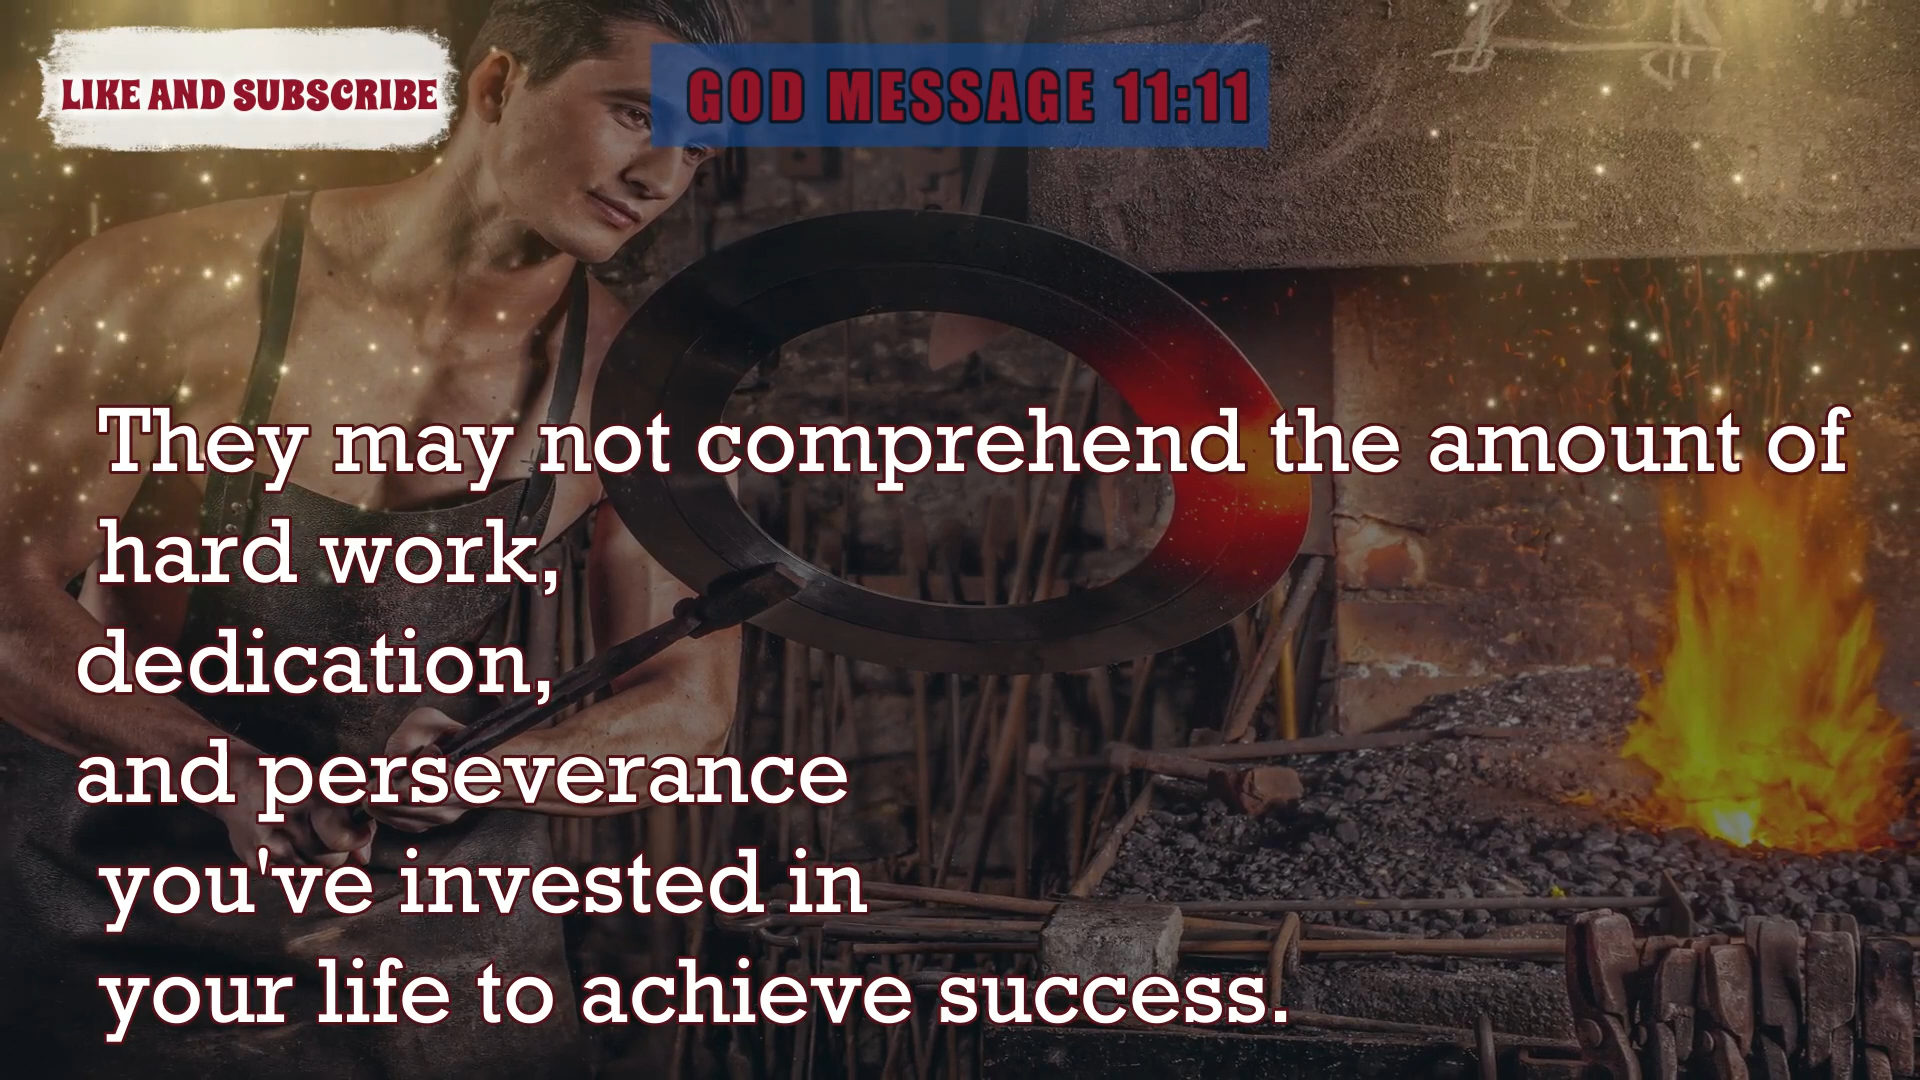 LIKE AND SUBSCRIBE
GOD MESSAGE 11:11
They may not comprehend the amount of
hard work,
dedication,
and perseverance
you've invested in
your life to achieve success.